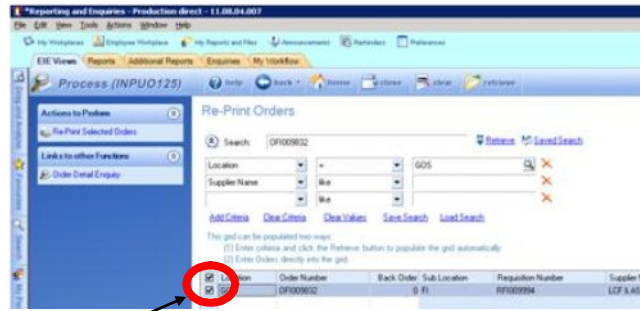 *Reporting and Enquiries - Production direct - 11.08.04.007
File Edit View Tools Actions Window Help
My Workplaces Employee Workplace My Reports and Files Announcements Reminders Preferences
EIE Views Reports Additional Reports Enquiries My Workflow
Process (INPUO125) help back home close clear retrieve
Actions to Perform
Re-Print Selected Orders
Links to other Functions
Order Detail Enquiry
Re-Print Orders
Search: OFI009832 Retrieve Saved Search
Location = GOS
Supplier Name like
like
Add Criteria Clear Criteria Clear Values Save Search Load Search
This grid can be populated two ways:
(1) Enter criteria and click the Retrieve button to populate the grid automatically
(2) Enter Orders directly into the grid
Location Order Number Back Order Sub Location Requisition Number Supplier
OFI009832 0 FI RFI009994